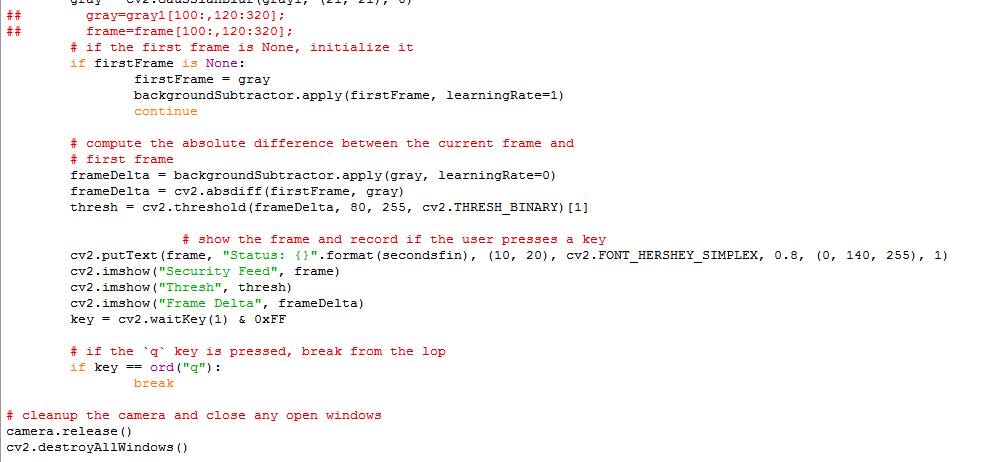 gray = cv2.GaussianBlur(gray1, (21, 21), 0)
##        gray=gray1[100:,120:320];
##        frame=frame[100:,120:320];
# if the first frame is None, initialize it
if firstFrame is None:
firstFrame = gray
backgroundSubtractor.apply(firstFrame, learningRate=1)
continue
# compute the absolute difference between the current frame and
# first frame
frameDelta = backgroundSubtractor.apply(gray, learningRate=0)
frameDelta = cv2.absdiff(firstFrame, gray)
thresh = cv2.threshold(frameDelta, 80, 255, cv2.THRESH_BINARY)[1]
# show the frame and record if the user presses a key
cv2.putText(frame, "Status: {}".format(secondsfin), (10, 20), cv2.FONT_HERSHEY_SIMPLEX, 0.8, (0, 140, 255), 1)
cv2.imshow("Security Feed", frame)
cv2.imshow("Thresh", thresh)
cv2.imshow("Frame Delta", frameDelta)
key = cv2.waitKey(1) & 0xFF
# if the `q` key is pressed, break from the lop
if key == ord("q"):
break
# cleanup the camera and close any open windows
camera.release()
cv2.destroyAllWindows()